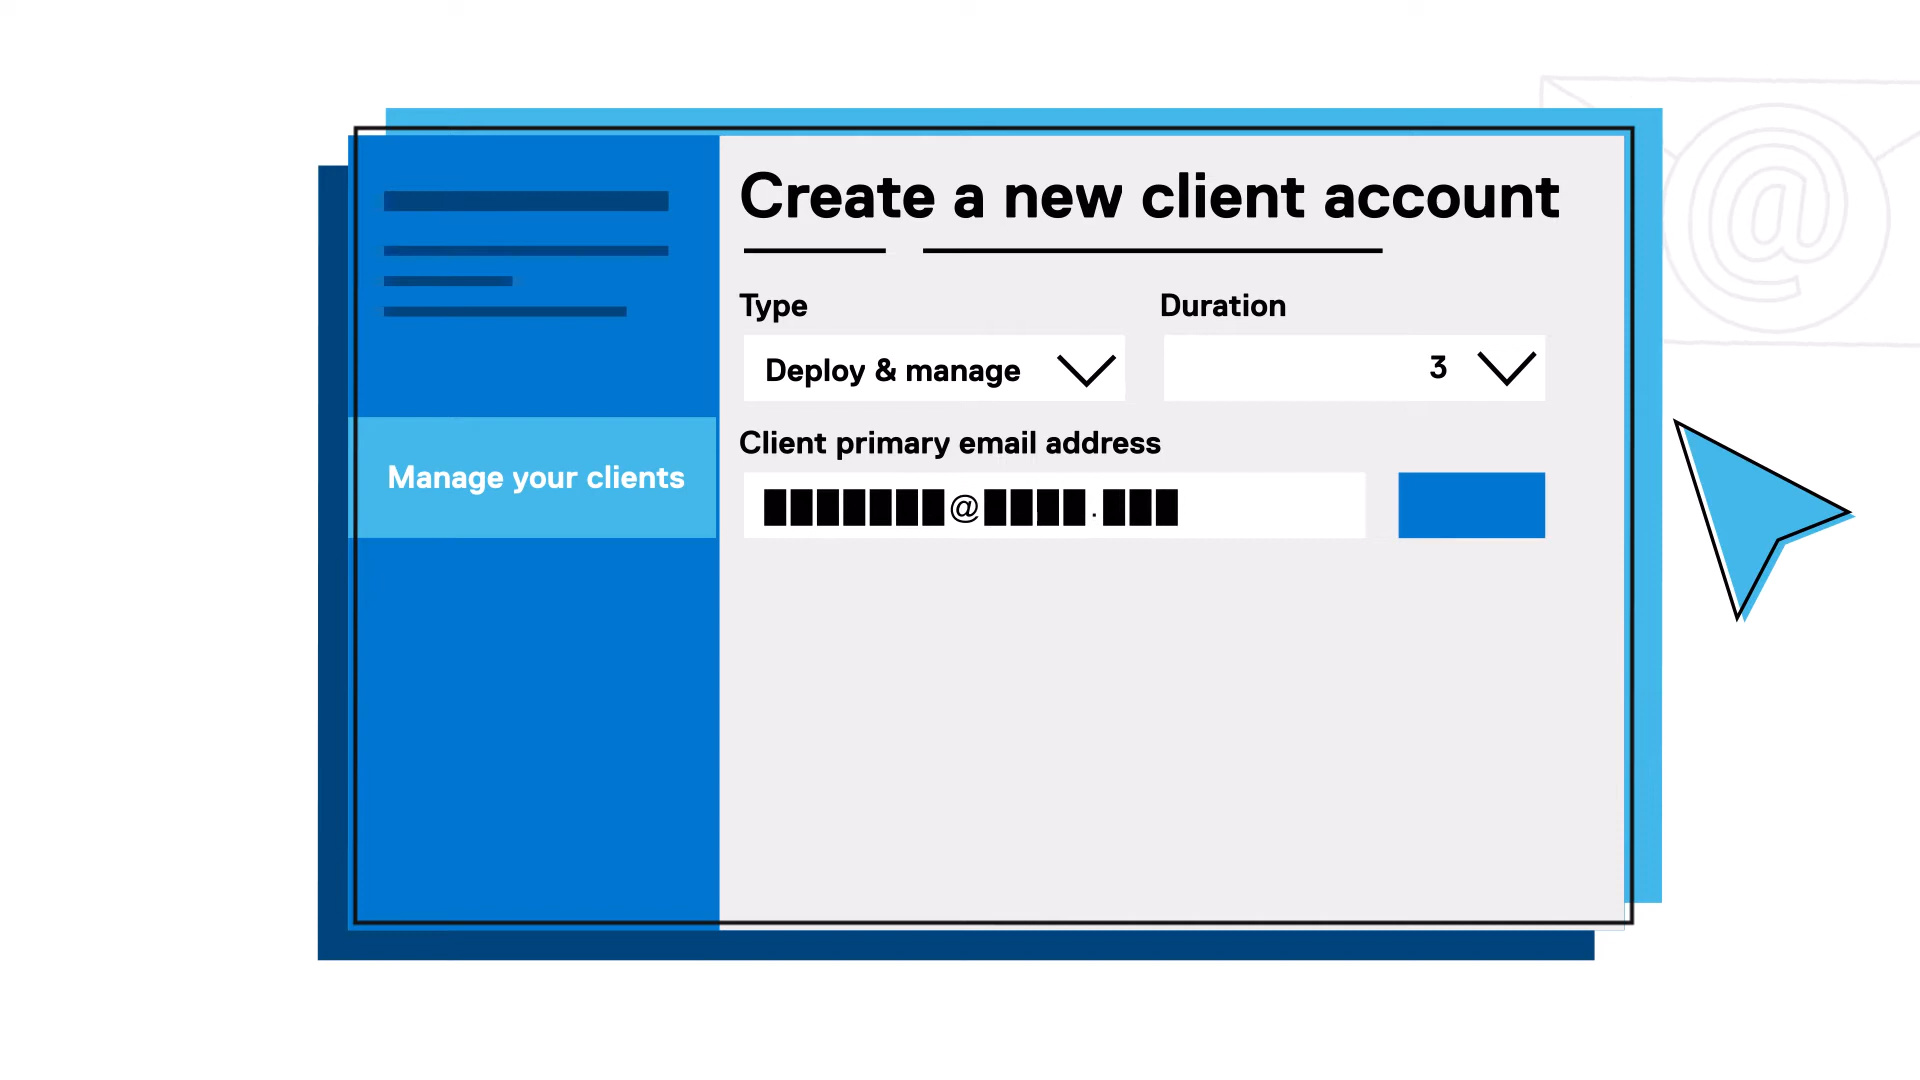 Create a new client account
Type
Duration
Deploy & manage
3
Manage your clients
Client primary email address
███████@████.███
@